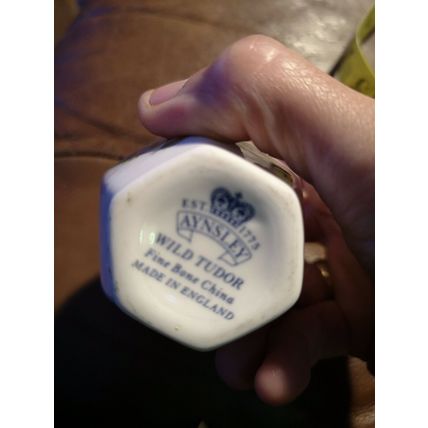 EST 1775
AYNSLEY
WILD TUDOR
Fine Bone China
MADE IN ENGLAND